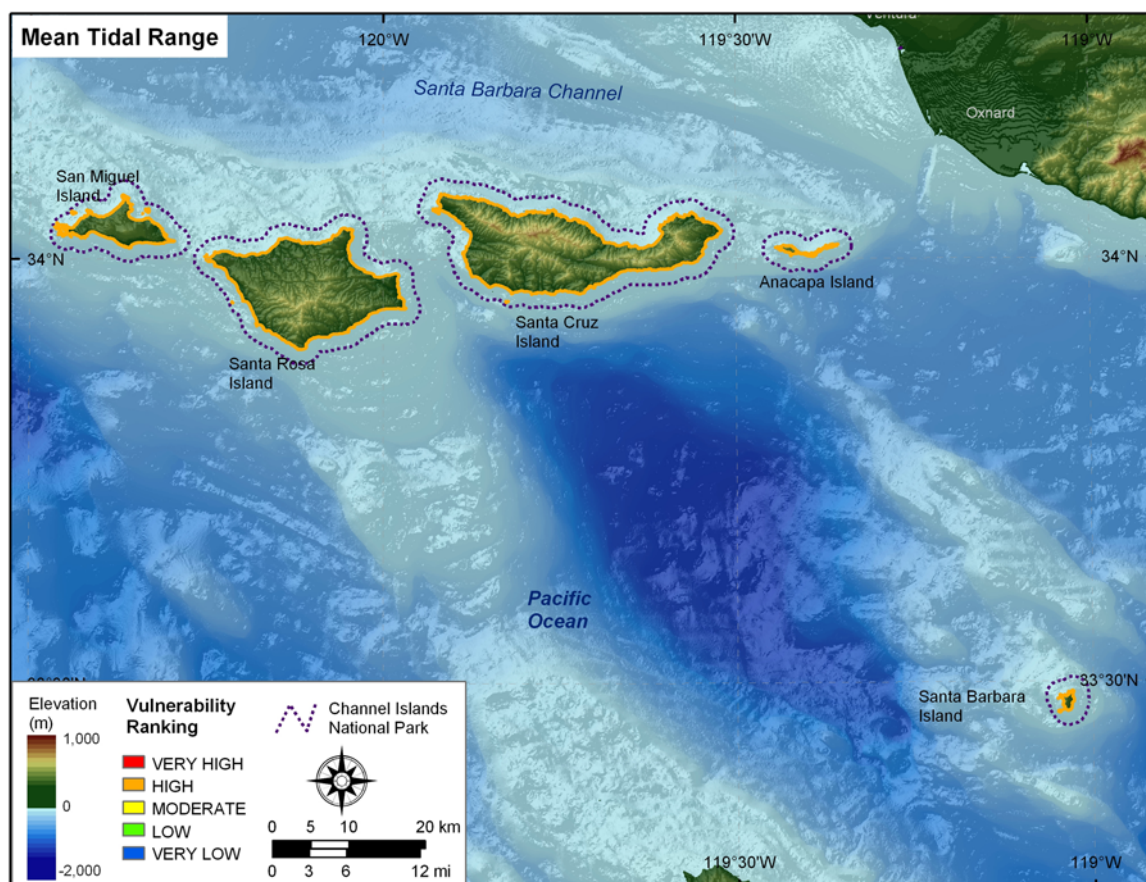 Mean Tidal Range
120°W
119°30'W
Ventura
119°W
Santa Barbara Channel
Oxnard
San Miguel
Island
34°N
34°N
Anacapa Island
Santa Cruz
Island
Santa Rosa
Island
Pacific
Ocean
33°30'N
Santa Barbara
Island
Elevation
(m)
1,000
0
-2,000
Vulnerability
Ranking
VERY HIGH
HIGH
MODERATE
LOW
VERY LOW
Channel Islands
National Park
0 5 10 20 km
0 3 6 12 mi
119°30'W
119°W